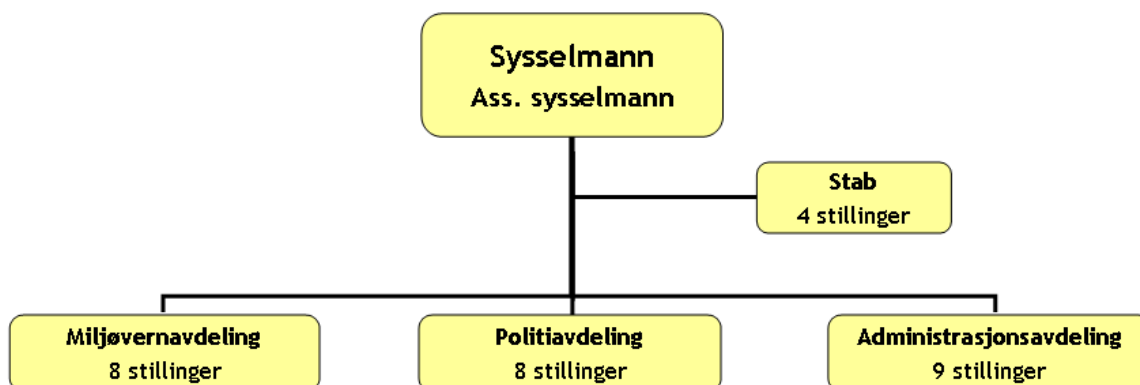 Sysselmann
Ass. sysselmann
Stab
4 stillinger
Miljøvernavdeling
8 stillinger
Politiavdeling
8 stillinger
Administrasjonsavdeling
9 stillinger